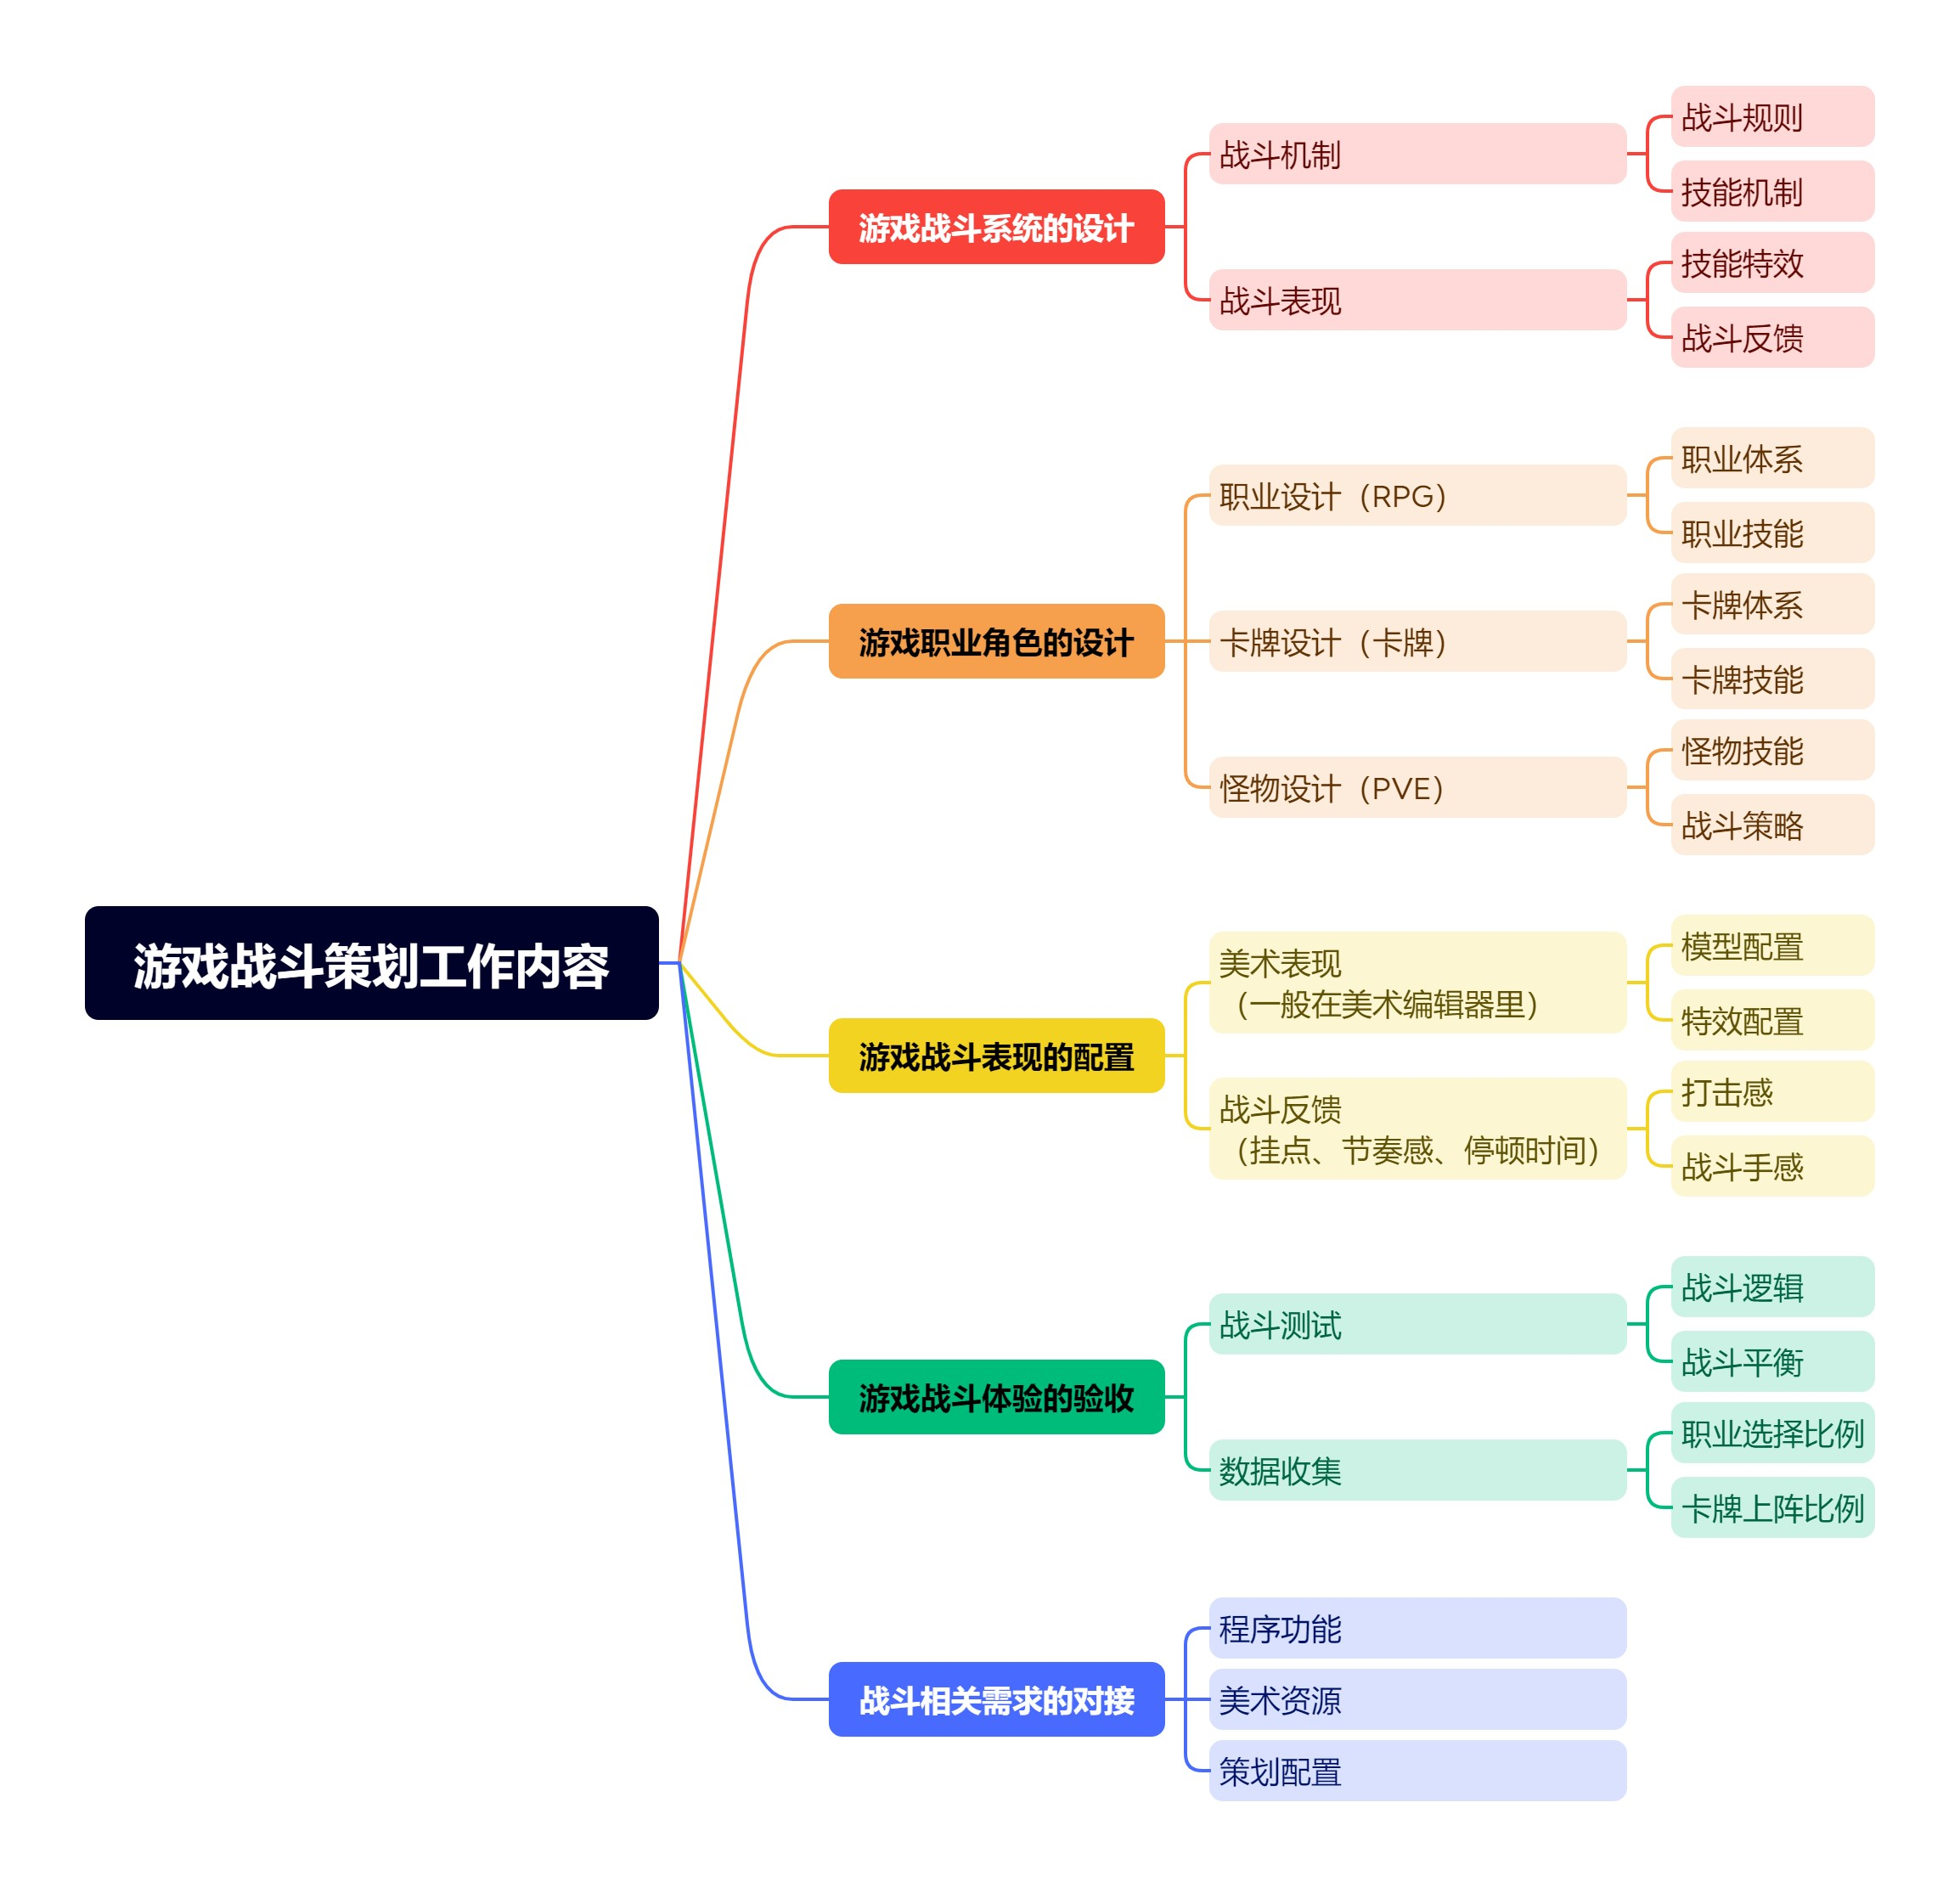 游戏战斗策划工作内容
游戏战斗系统的设计
战斗机制
战斗规则
技能机制
战斗表现
技能特效
战斗反馈
游戏职业角色的设计
职业设计（RPG）
职业体系
职业技能
卡牌设计（卡牌）
卡牌体系
卡牌技能
怪物设计（PVE）
怪物技能
战斗策略
游戏战斗表现的配置
美术表现
（一般在美术编辑器里）
模型配置
特效配置
战斗反馈
（挂点、节奏感、停顿时间）
打击感
战斗手感
游戏战斗体验的验收
战斗测试
战斗逻辑
战斗平衡
数据收集
职业选择比例
卡牌上阵比例
战斗相关需求的对接
程序功能
美术资源
策划配置